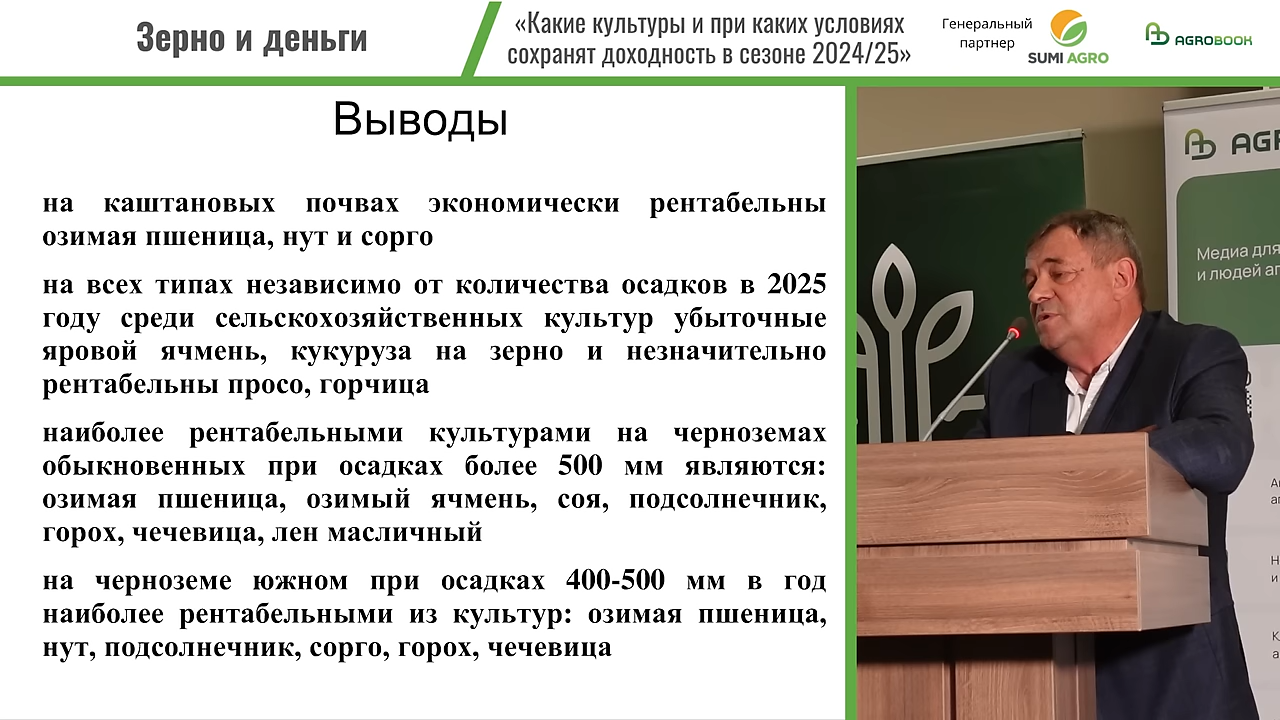 Зерно и деньги
«Какие культуры и при каких условиях
сохранят доходность в сезоне 2024/25»
Генеральный
партнер
SUMI AGRO
AGROBOOK
Выводы
на каштановых почвах экономически рентабельны
озимая пшеница, нут и сорго
на всех типах независимо от количества осадков в 2025
году среди сельскохозяйственных культур убыточные
яровой ячмень, кукуруза на зерно и незначительно
рентабельны просо, горчица
наиболее рентабельными культурами на черноземах
обыкновенных при осадках более 500 мм являются:
озимая пшеница, озимый ячмень, соя, подсолнечник,
горох, чечевица, лен масличный
на черноземе южном при осадках 400-500 мм в год
наиболее рентабельными из культур: озимая пшеница,
нут, подсолнечник, сорго, горох, чечевица
Медиа для
и людей